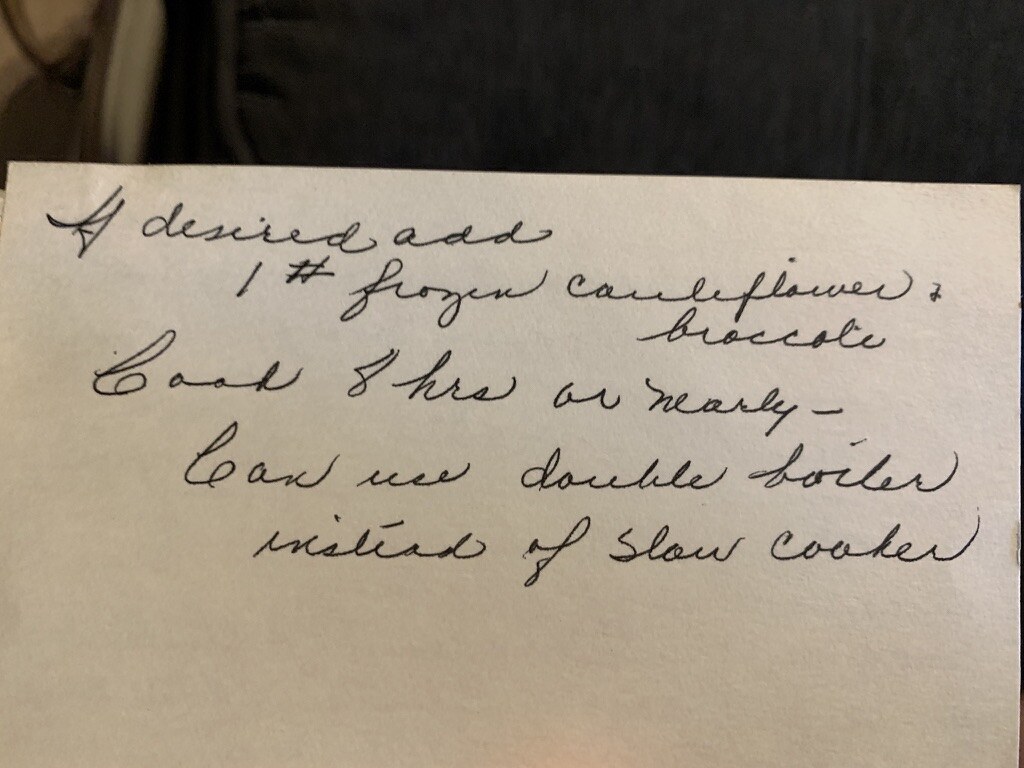 If desired add
1 # frozen cauliflower &
broccoli
Cook 8 hrs or nearly -
Can use double boiler
instead of slow cooker